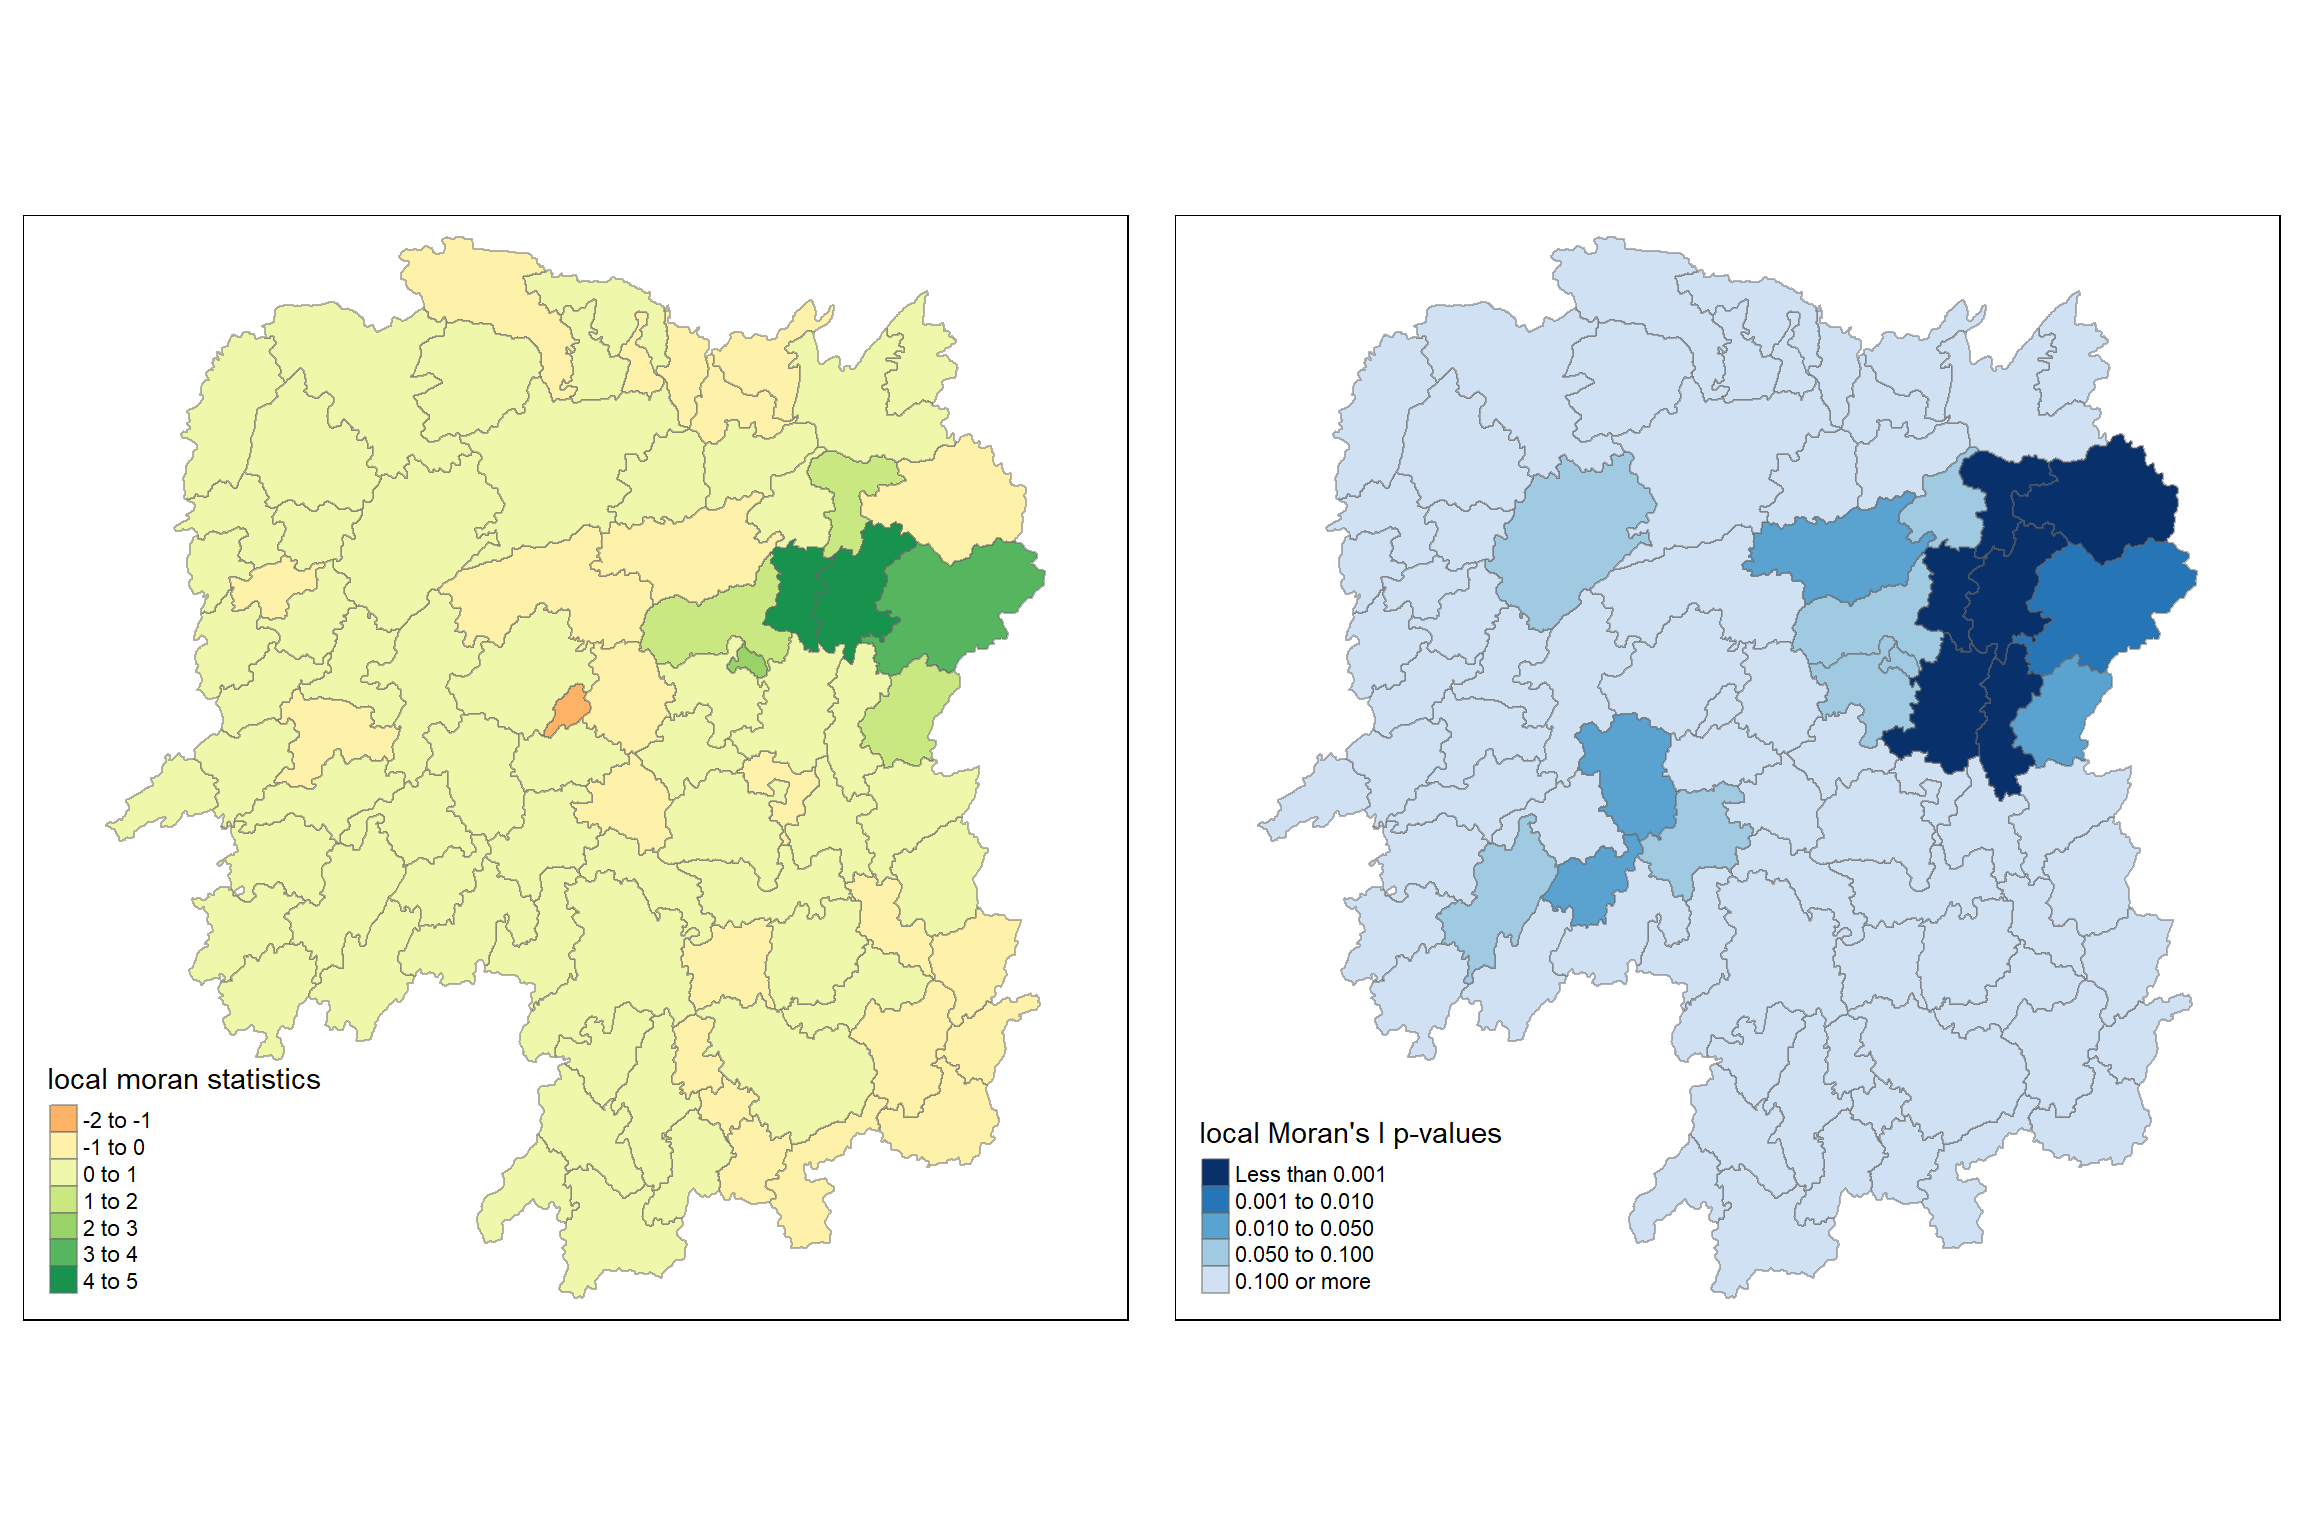 local moran statistics
-2 to -1
-1 to 0
0 to 1
1 to 2
2 to 3
3 to 4
4 to 5
local Moran's I p-values
Less than 0.001
0.001 to 0.010
0.010 to 0.050
0.050 to 0.100
0.100 or more